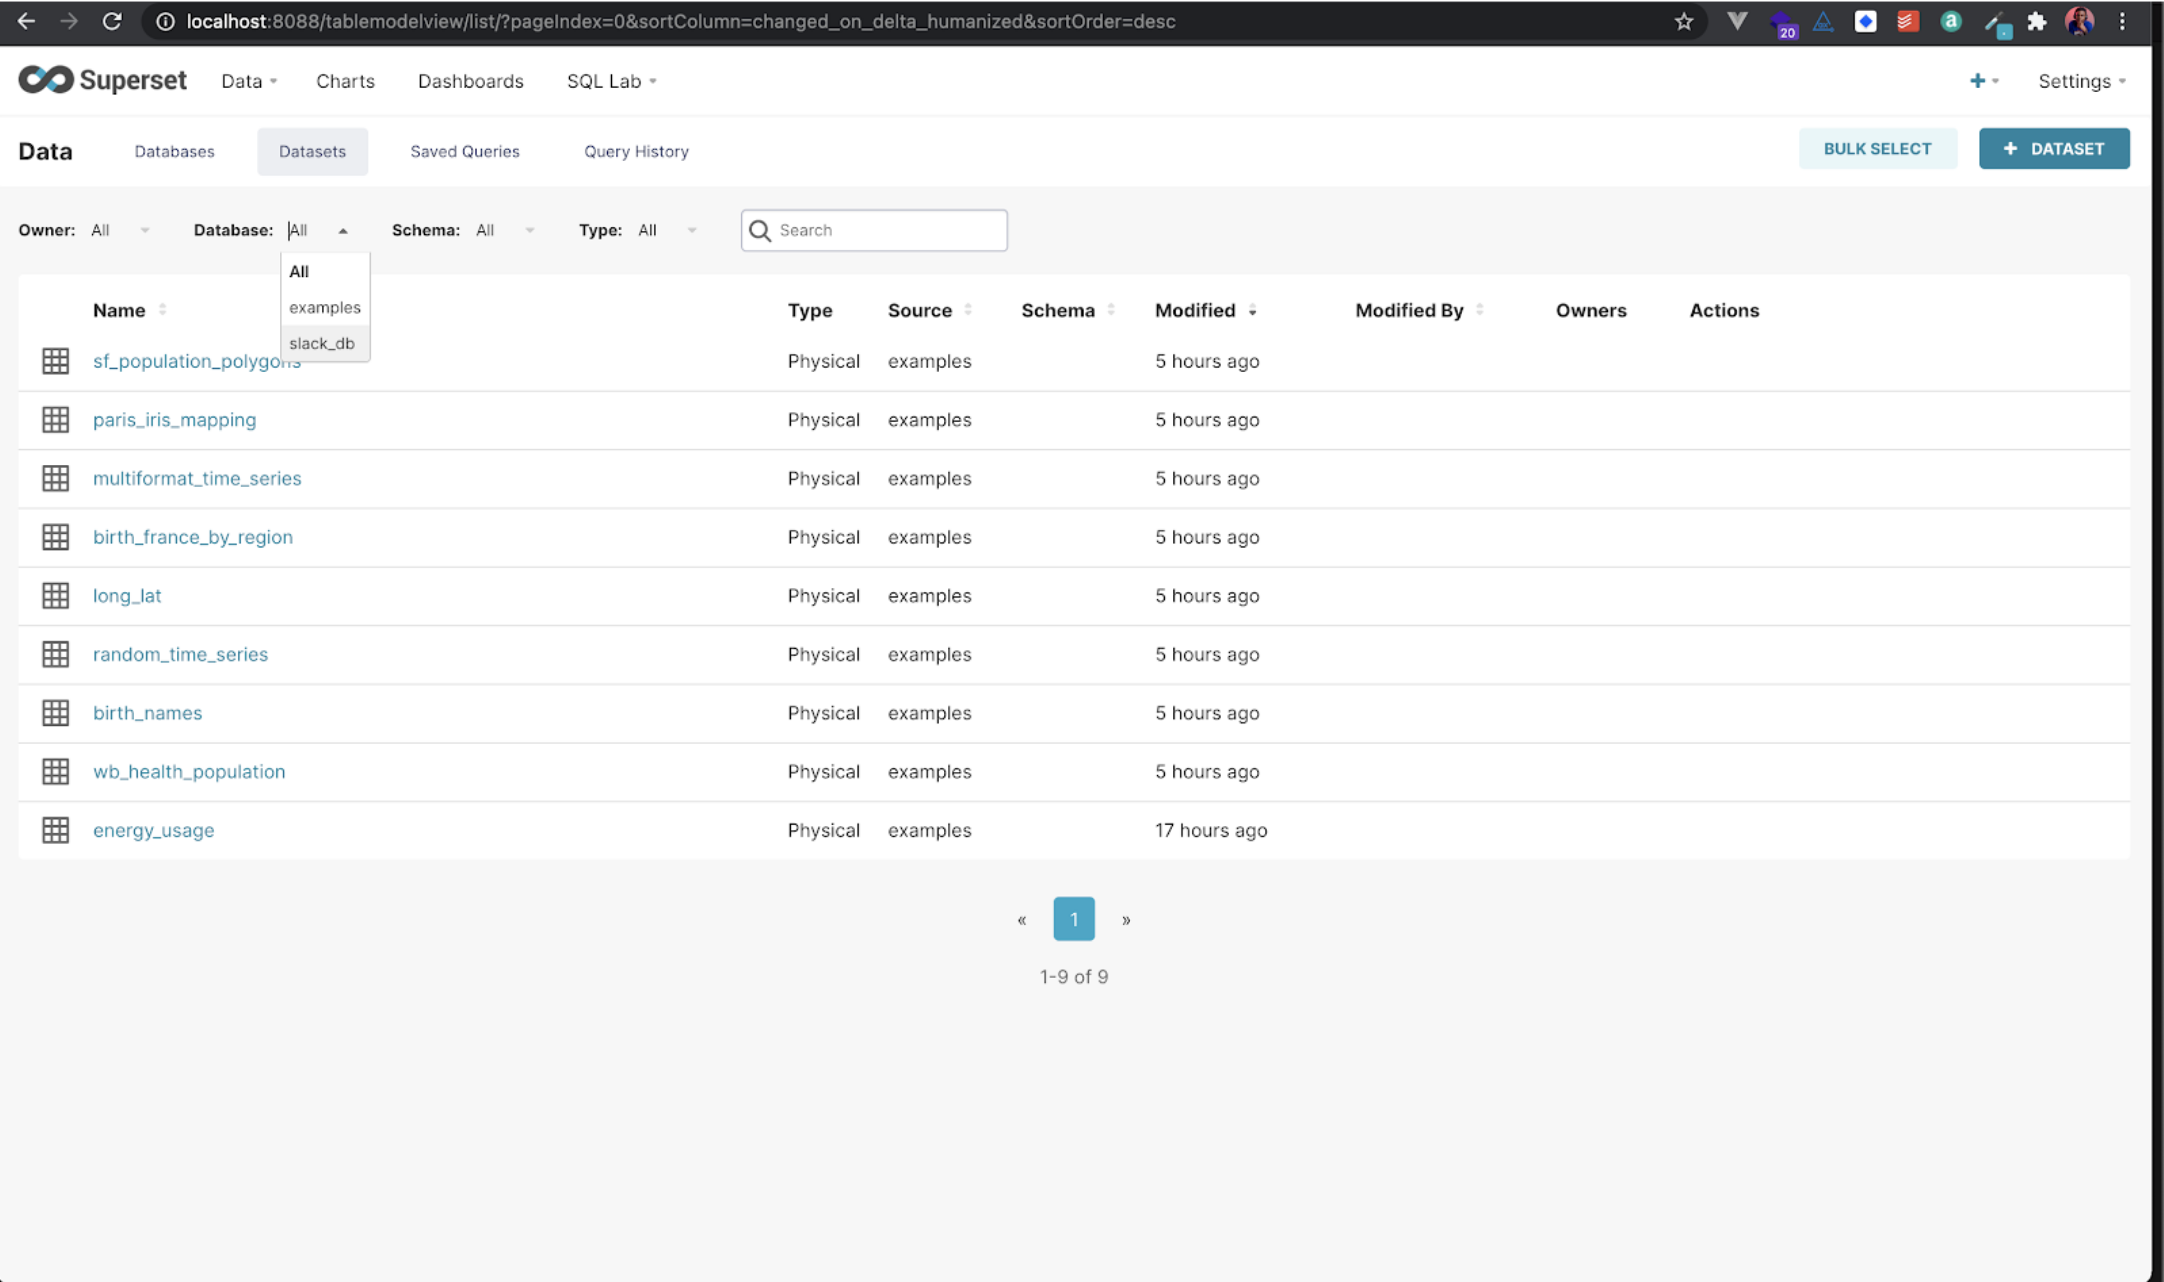 localhost:8088/tablemodelview/list/?pageIndex=0&sortColumn=changed_on_delta_humanized&sortOrder=desc
20
a
Superset Data Charts Dashboards SQL Lab + Settings
Data Databases Datasets Saved Queries Query History BULK SELECT + DATASET
Owner: All Database: All Schema: All Type: All Search
All
examples
slack_db
Name Type Source Schema Modified Modified By Owners Actions
sf_population_polygons Physical examples 5 hours ago
paris_iris_mapping Physical examples 5 hours ago
multiformat_time_series Physical examples 5 hours ago
birth_france_by_region Physical examples 5 hours ago
long_lat Physical examples 5 hours ago
random_time_series Physical examples 5 hours ago
birth_names Physical examples 5 hours ago
wb_health_population Physical examples 5 hours ago
energy_usage Physical examples 17 hours ago
« 1 »
1-9 of 9